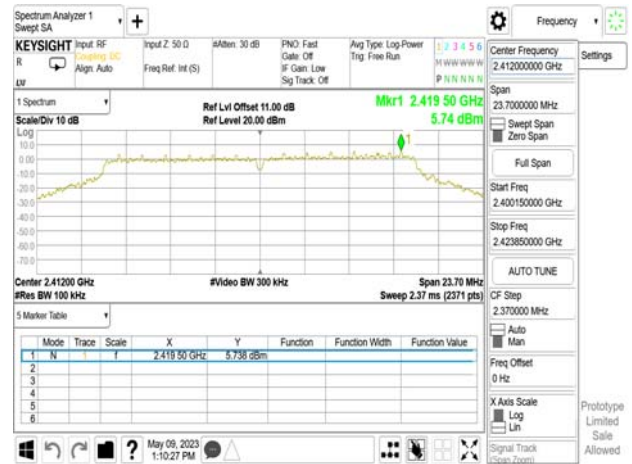 Spectrum Analyzer 1
Swept SA
+
Frequency
KEYSIGHT
R
Input: RF
Coupling: DC
Align: Auto
Input Z: 50 Ω
Freq Ref: Int (S)
#Atten: 30 dB
PNO: Fast
Gate: Off
IF Gain: Low
Sig Track: Off
Avg Type: Log-Power
Trig: Free Run
1 2 3 4 5 6
M W W W W W
P N N N N N
1 Spectrum
Scale/Div 10 dB
Ref Lvl Offset 11.00 dB
Ref Level 20.00 dBm
Mkr1 2.419 50 GHz
5.74 dBm
Log
10.0
0.00
-10.0
-20.0
-30.0
-40.0
-50.0
-60.0
-70.0
1
Center 2.41200 GHz
#Res BW 100 kHz
#Video BW 300 kHz
Span 23.70 MHz
Sweep 2.37 ms (2371 pts)
5 Marker Table
Mode Trace Scale X Y Function Function Width Function Value
1 N 1 f 2.419 50 GHz 5.738 dBm
2
3
4
5
6
May 09, 2023
1:10:27 PM
Center Frequency
2.412000000 GHz
Settings
Span
23.7000000 MHz
Swept Span
Zero Span
Full Span
Start Freq
2.400150000 GHz
Stop Freq
2.423850000 GHz
AUTO TUNE
CF Step
2.370000 MHz
Auto
Man
Freq Offset
0 Hz
X Axis Scale
Log
Lin
Signal Track
(Span Zoom)
Prototype
Limited
Sale
Allowed